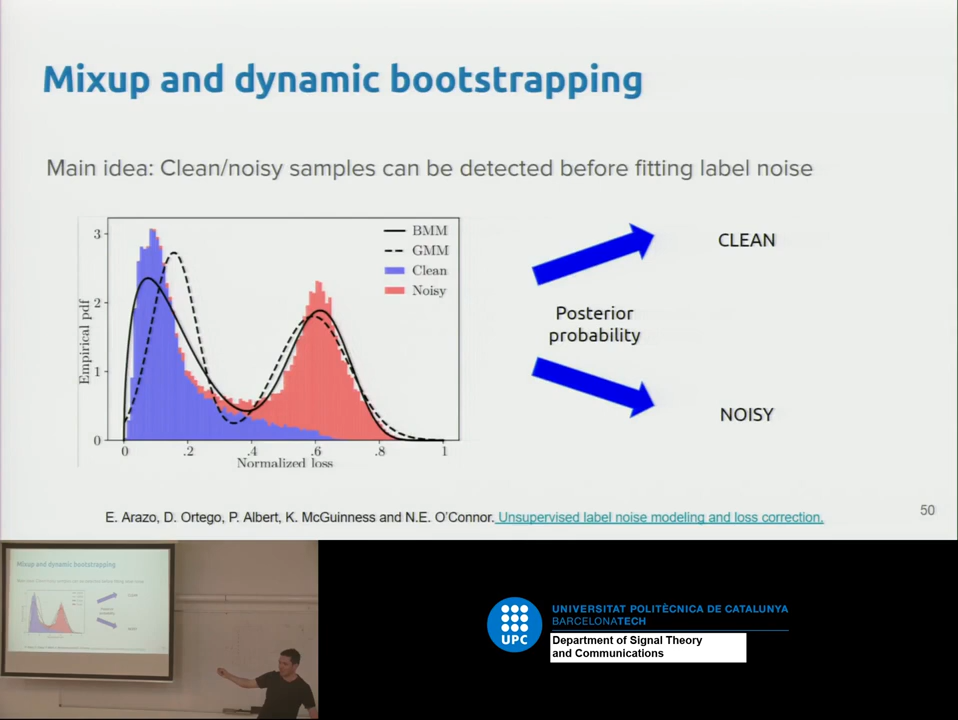 Mixup and dynamic bootstrapping
Main idea: Clean/noisy samples can be detected before fitting label noise
BMM
GMM
Clean
Noisy
Empirical pdf
3
2
1
0
0 .2 .4 .6 .8 1
Normalized loss
CLEAN
Posterior
probability
NOISY
E. Arazo, D. Ortego, P. Albert, K. McGuinness and N.E. O'Connor. Unsupervised label noise modeling and loss correction.
50
Mixup and dynamic bootstrapping
UPC
UNIVERSITAT POLITÈCNICA DE CATALUNYA
BARCELONATECH
Department of Signal Theory
and Communications